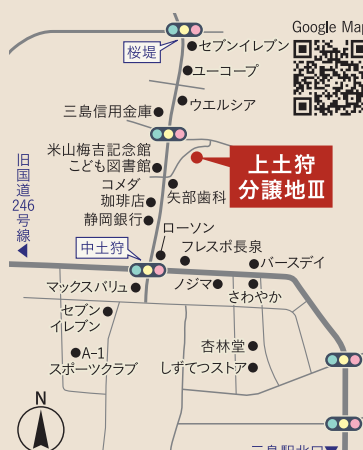 Google Map
桜堤
セブンイレブン
ユーコープ
ウエルシア
三島信用金庫
米山梅吉記念館
こども図書館
上土狩
分譲地Ⅲ
コメダ
珈琲店
矢部歯科
静岡銀行
旧国道246号線
ローソン
中土狩
フレスポ長泉
バースデイ
マックスバリュ
ノジマ
さわやか
セブン
イレブン
A-1
スポーツクラブ
杏林堂
しずてつストア
N
三島駅北口